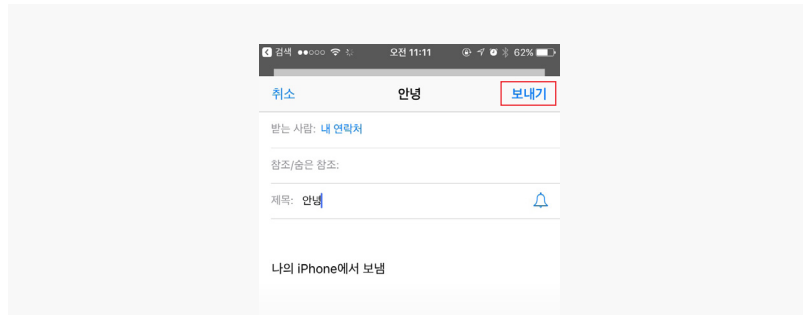 검색 오전 11:11 62%
취소 안녕 보내기
받는 사람: 내 연락처
참조/숨은 참조:
제목: 안녕
나의 iPhone에서 보냄